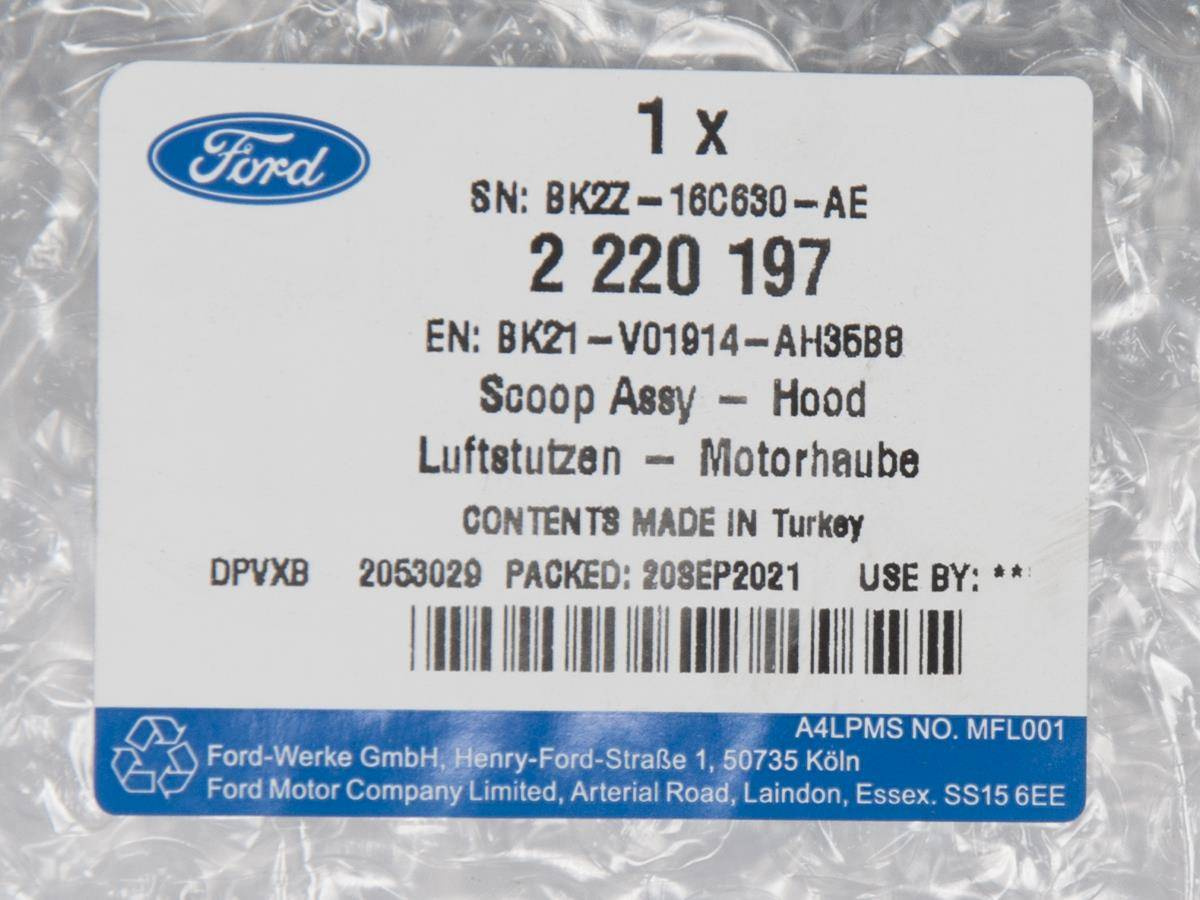 Ford
1 x
SN: BK2Z-16C630-AE
2 220 197
EN: BK21-V01914-AH35B8
Scoop Assy - Hood
Luftstutzen - Motorhaube
CONTENTS MADE IN Turkey
DPVXB 2053029 PACKED: 20SEP2021 USE BY: **
A4LPMS NO. MFL001
Ford-Werke GmbH, Henry-Ford-Straße 1, 50735 Köln
Ford Motor Company Limited, Arterial Road, Laindon, Essex. SS15 6EE